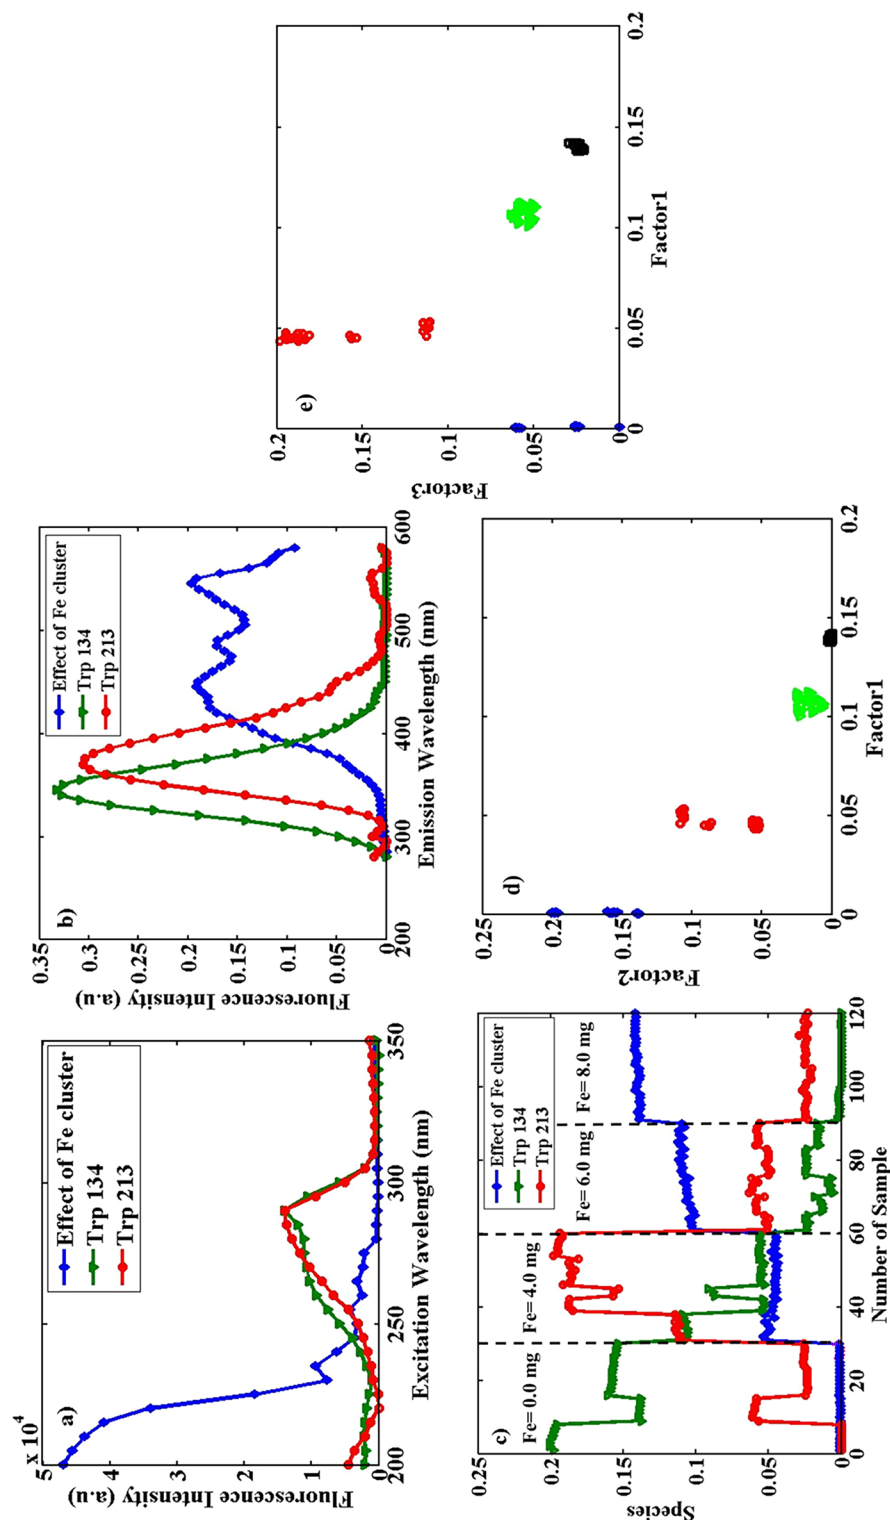 a)
x 10^4
5
4
3
2
1
0
200
250
300
350
Fluorescence Intensity (a.u)
Excitation Wavelength (nm)
Effect of Fe cluster
Trp 134
Trp 213
b)
0.35
0.3
0.25
0.2
0.15
0.1
0.05
0
200
300
400
500
600
Fluorescence Intensity (a.u)
Emission Wavelength (nm)
Effect of Fe cluster
Trp 134
Trp 213
c)
0.25
0.2
0.15
0.1
0.05
0
0
20
40
60
80
100
120
Species
Number of Sample
Fe= 0.0 mg
Fe= 4.0 mg
Fe= 6.0 mg
Fe= 8.0 mg
Effect of Fe cluster
Trp 134
Trp 213
d)
0.25
0.2
0.15
0.1
0.05
0
0
0.05
0.1
0.15
0.2
Factor2
Factor1
e)
0.2
0.15
0.1
0.05
0
0
0.05
0.1
0.15
0.2
Factor3
Factor1